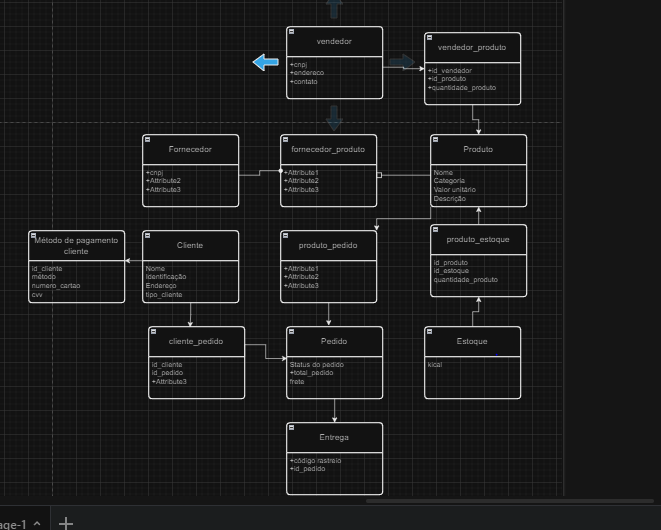 vendedor
+cnpj
+endereco
+contato
vendedor_produto
+id_vendedor
+id_produto
+quantidade_produto
Fornecedor
+cnpj
+Attribute2
+Attribute3
fornecedor_produto
+Attribute1
+Attribute2
+Attribute3
Produto
Nome
Categoria
Valor unitário
Descrição
Método de pagamento
cliente
id_cliente
método
numero_cartao
cvv
Cliente
Nome
Identificação
Endereço
tipo_cliente
produto_pedido
+Attribute1
+Attribute2
+Attribute3
produto_estoque
id_produto
id_estoque
quantidade_produto
cliente_pedido
id_cliente
id_pedido
+Attribute3
Pedido
Status do pedido
+total_pedido
frete
Estoque
Entrega
+código rastreio
+id_pedido
age-1